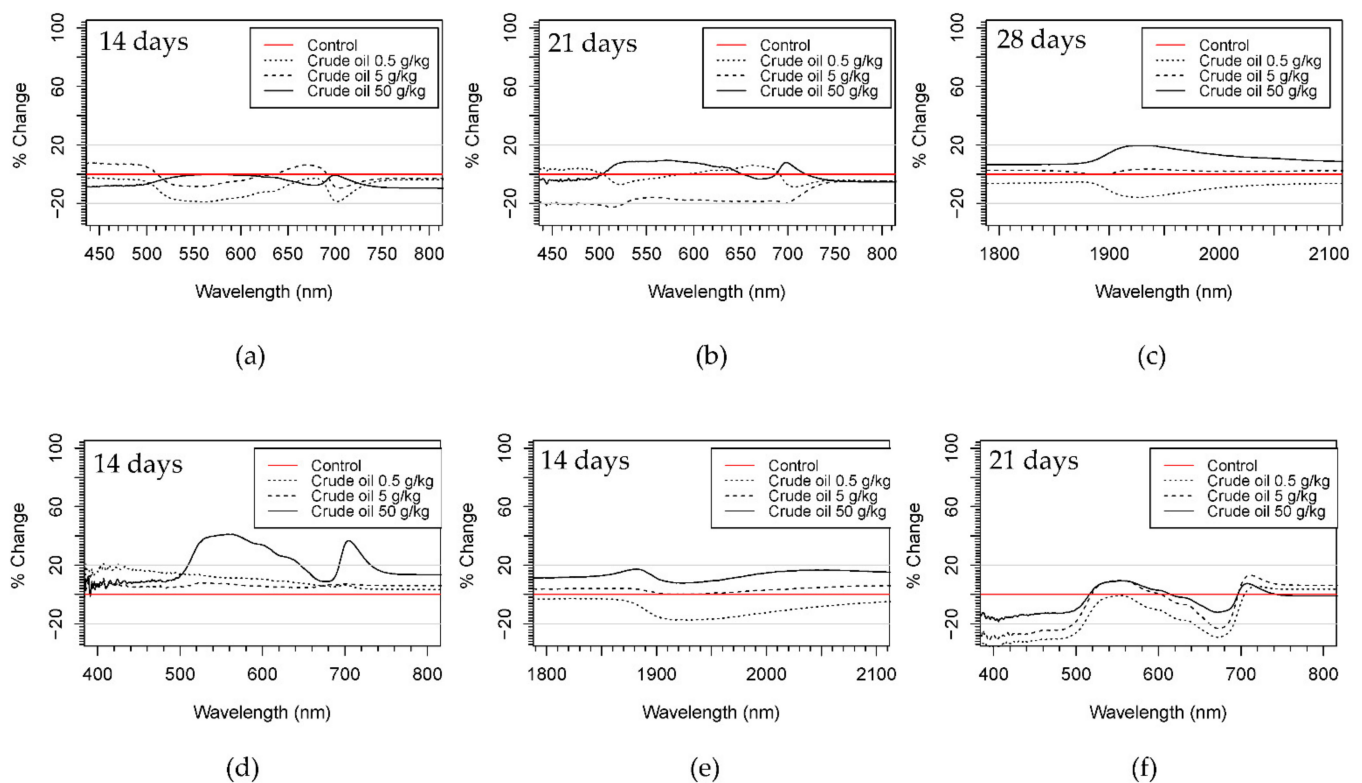 14 days
Control
Crude oil 0.5 g/kg
Crude oil 5 g/kg
Crude oil 50 g/kg
% Change
100
60
20
−20
450 500 550 600 650 700 750 800
Wavelength (nm)
(a)
21 days
Control
Crude oil 0.5 g/kg
Crude oil 5 g/kg
Crude oil 50 g/kg
% Change
100
60
20
−20
450 500 550 600 650 700 750 800
Wavelength (nm)
(b)
28 days
Control
Crude oil 0.5 g/kg
Crude oil 5 g/kg
Crude oil 50 g/kg
% Change
100
60
20
−20
1800 1900 2000 2100
Wavelength (nm)
(c)
14 days
Control
Crude oil 0.5 g/kg
Crude oil 5 g/kg
Crude oil 50 g/kg
% Change
100
60
20
−20
400 500 600 700 800
Wavelength (nm)
(d)
14 days
Control
Crude oil 0.5 g/kg
Crude oil 5 g/kg
Crude oil 50 g/kg
% Change
100
60
20
−20
1800 1900 2000 2100
Wavelength (nm)
(e)
21 days
Control
Crude oil 0.5 g/kg
Crude oil 5 g/kg
Crude oil 50 g/kg
% Change
100
60
20
−20
400 500 600 700 800
Wavelength (nm)
(f)